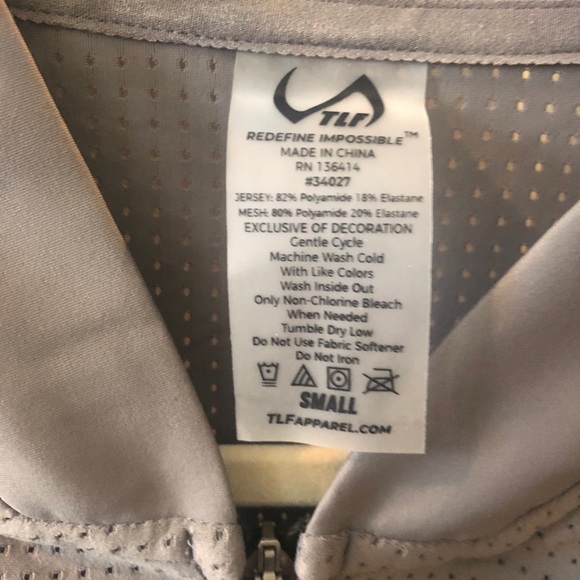 TLF
REDEFINE IMPOSSIBLE™
MADE IN CHINA
RN 136414
#34027
JERSEY: 82% Polyamide 18% Elastane
MESH: 80% Polyamide 20% Elastane
EXCLUSIVE OF DECORATION
Gentle Cycle
Machine Wash Cold
With Like Colors
Wash Inside Out
Only Non-Chlorine Bleach
When Needed
Tumble Dry Low
Do Not Use Fabric Softener
Do Not Iron
SMALL
TLFAPPAREL.COM